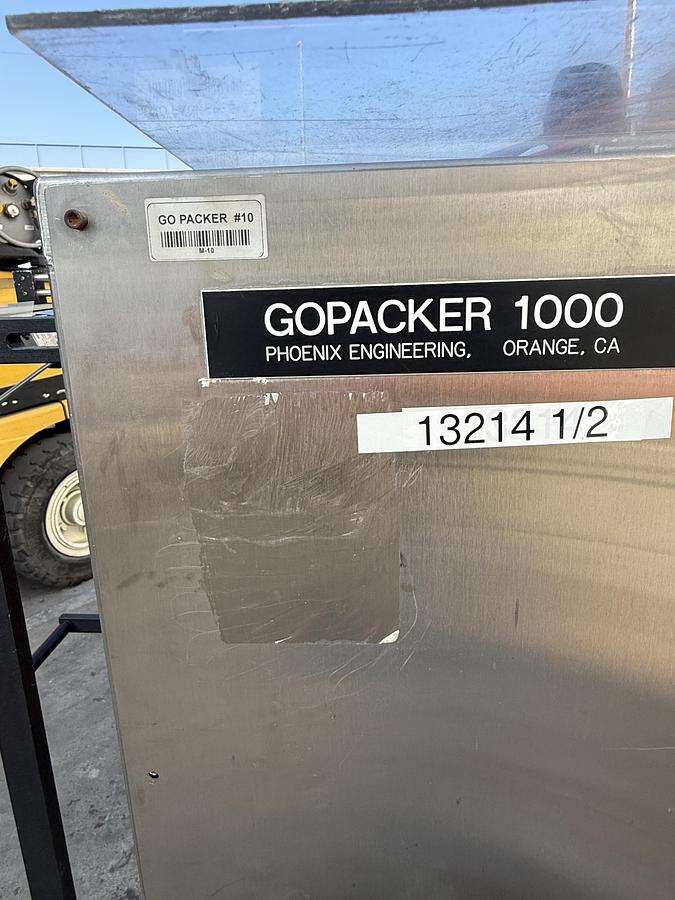 GO PACKER #10
M-10
GOPACKER 1000
PHOENIX ENGINEERING, ORANGE, CA
13214 1/2